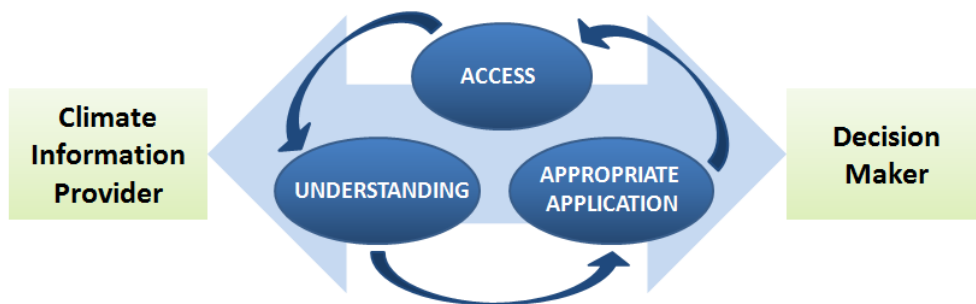 Climate
Information
Provider
ACCESS
UNDERSTANDING
APPROPRIATE
APPLICATION
Decision
Maker